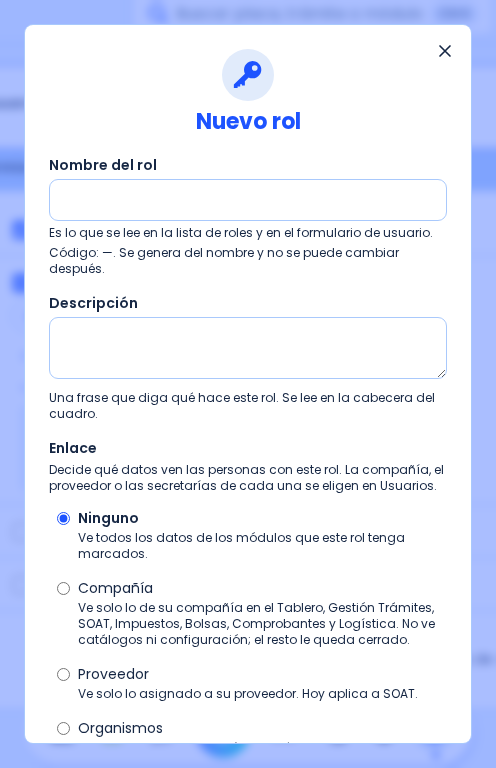 Nuevo rol
Nombre del rol
Es lo que se lee en la lista de roles y en el formulario de usuario.
Código: —. Se genera del nombre y no se puede cambiar
después.
Descripción
Una frase que diga qué hace este rol. Se lee en la cabecera del
cuadro.
Enlace
Decide qué datos ven las personas con este rol. La compañía, el
proveedor o las secretarías de cada una se eligen en Usuarios.
Ninguno
Ve todos los datos de los módulos que este rol tenga
marcados.
Compañía
Ve solo lo de su compañía en el Tablero, Gestión Trámites,
SOAT, Impuestos, Bolsas, Comprobantes y Logística. No ve
catálogos ni configuración; el resto le queda cerrado.
Proveedor
Ve solo lo asignado a su proveedor. Hoy aplica a SOAT.
Organismos